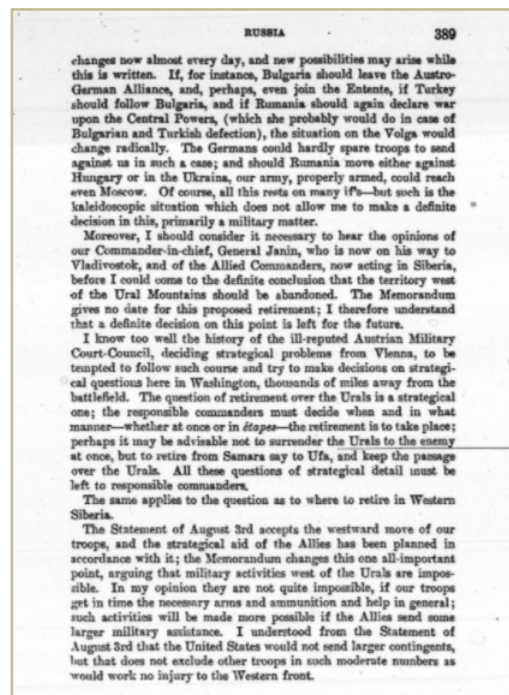 RUSSIA 389
changes now almost every day, and new possibilities may arise while
this is written. If, for instance, Bulgaria should leave the Austro-
German Alliance, and, perhaps, even join the Entente, if Turkey
should follow Bulgaria, and if Rumania should again declare war
upon the Central Powers, (which she probably would do in case of
Bulgarian and Turkish defection), the situation on the Volga would
change radically. The Germans could hardly spare troops to send
against us in such a case; and should Rumania move either against
Hungary or in the Ukraina, our army, properly armed, could reach
even Moscow. Of course, all this rests on many if's—but such is the
kaleidoscopic situation which does not allow me to make a definite
decision in this, primarily a military matter.
Moreover, I should consider it necessary to hear the opinions of
our Commander-in-chief, General Janin, who is now on his way to
Vladivostok, and of the Allied Commanders, now acting in Siberia,
before I could come to the definite conclusion that the territory west
of the Ural Mountains should be abandoned. The Memorandum
gives no date for this proposed retirement; I therefore understand
that a definite decision on this point is left for the future.
I know too well the history of the ill-reputed Austrian Military
Court-Council, deciding strategical problems from Vienna, to be
tempted to follow such course and try to make decisions on strategi-
cal questions here in Washington, thousands of miles away from the
battlefield. The question of retirement over the Urals is a strategical
one; the responsible commanders must decide when and in what
manner—whether at once or in étapes—the retirement is to take place;
perhaps it may be advisable not to surrender the Urals to the enemy
at once, but to retire from Samara say to Ufa, and keep the passage
over the Urals. All these questions of strategical detail must be
left to responsible commanders.
The same applies to the question as to where to retire in Western
Siberia.
The Statement of August 3rd accepts the westward move of our
troops, and the strategical aid of the Allies has been planned in
accordance with it; the Memorandum changes this one all-important
point, arguing that military activities west of the Urals are impos-
sible. In my opinion they are not quite impossible, if our troops
get in time the necessary arms and ammunition and help in general;
such activities will be made more possible if the Allies send some
larger military assistance. I understood from the Statement of
August 3rd that the United States would not send larger contingents,
but that does not exclude other troops in such moderate numbers as
would work no injury to the Western front.